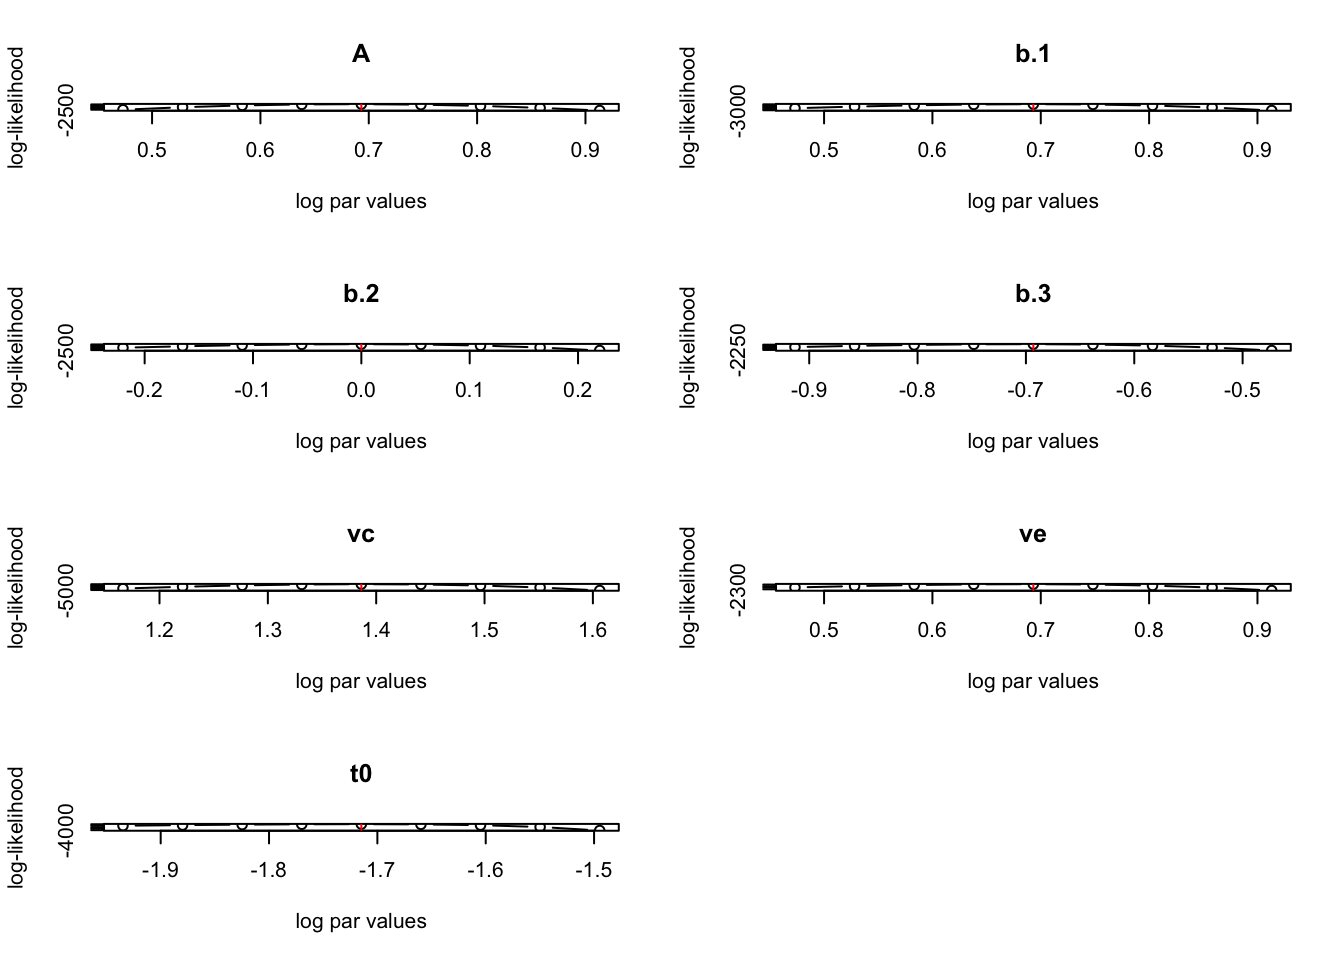 A
log-likelihood
-2500
0.5 0.6 0.7 0.8 0.9
log par values
b.1
log-likelihood
-3000
0.5 0.6 0.7 0.8 0.9
log par values
b.2
log-likelihood
-2500
-0.2 -0.1 0.0 0.1 0.2
log par values
b.3
log-likelihood
-2250
-0.9 -0.8 -0.7 -0.6 -0.5
log par values
vc
log-likelihood
-5000
1.2 1.3 1.4 1.5 1.6
log par values
ve
log-likelihood
-2300
0.5 0.6 0.7 0.8 0.9
log par values
t0
log-likelihood
-4000
-1.9 -1.8 -1.7 -1.6 -1.5
log par values